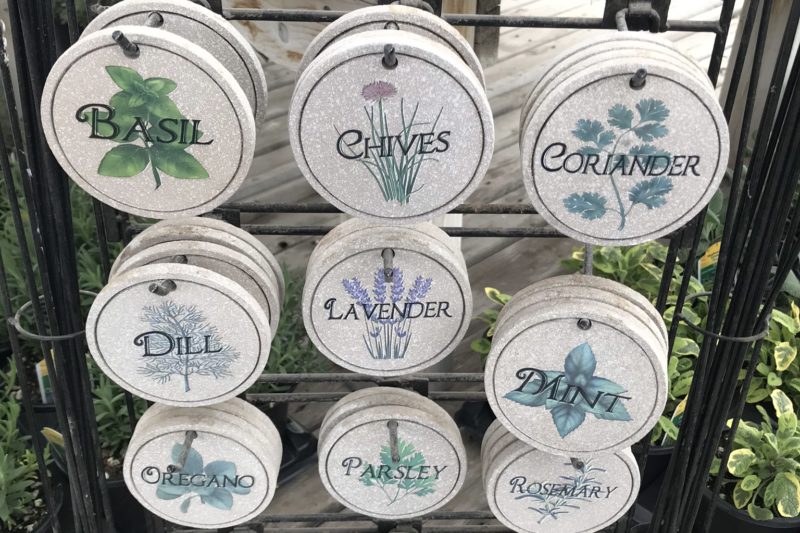 Basil
Chives
Coriander
Dill
Lavender
Mint
Oregano
Parsley
Rosemary